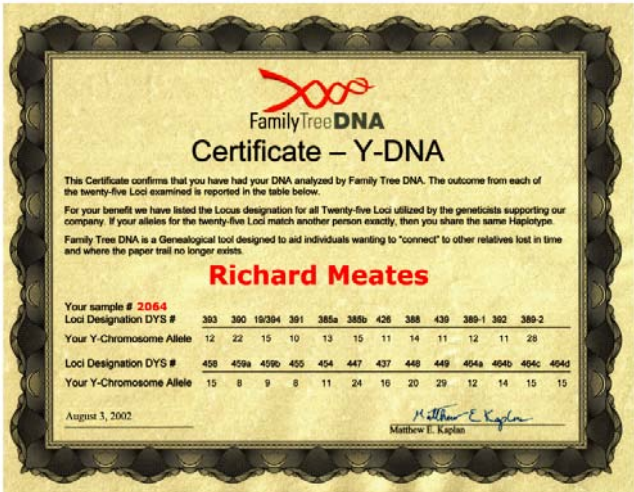 FamilyTreeDNA
Certificate – Y-DNA
This Certificate confirms that you have had your DNA analyzed by Family Tree DNA. The outcome from each of
the twenty-five Loci examined is reported in the table below.
For your benefit we have listed the Locus designation for all Twenty-five Loci utilized by the geneticists supporting our
company. If your alleles for the twenty-five Loci match another person exactly, then you share the same Haplotype.
Family Tree DNA is a Genealogical tool designed to aid individuals wanting to "connect" to other relatives lost in time
and where the paper trail no longer exists.
Richard Meates
Your sample # 2064
Loci Designation DYS # 393 390 19/394 391 385a 385b 426 388 439 389-1 392 389-2
Your Y-Chromosome Allele 12 22 15 10 13 15 11 14 11 12 11 28
Loci Designation DYS # 458 459a 459b 455 454 447 437 448 449 464a 464b 464c 464d
Your Y-Chromosome Allele 15 8 9 8 11 24 16 20 29 12 14 15 15
August 3, 2002
Matthew E Kaplan
Matthew E. Kaplan